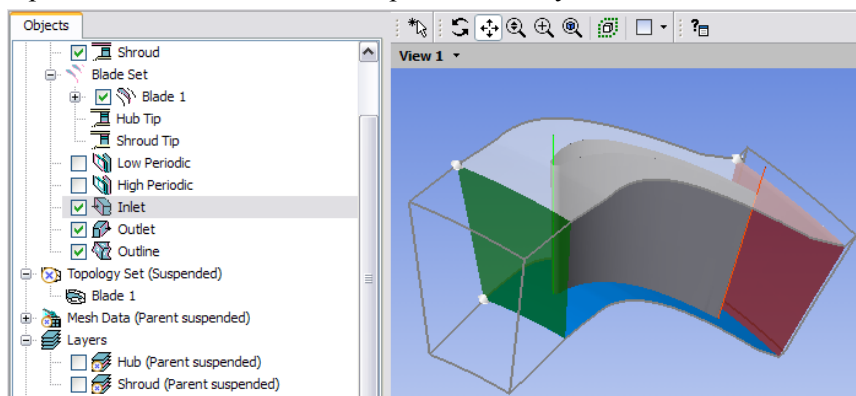 Objects
Shroud
Blade Set
Blade 1
Hub Tip
Shroud Tip
Low Periodic
High Periodic
Inlet
Outlet
Outline
Topology Set (Suspended)
Blade 1
Mesh Data (Parent suspended)
Layers
Hub (Parent suspended)
Shroud (Parent suspended)
View 1